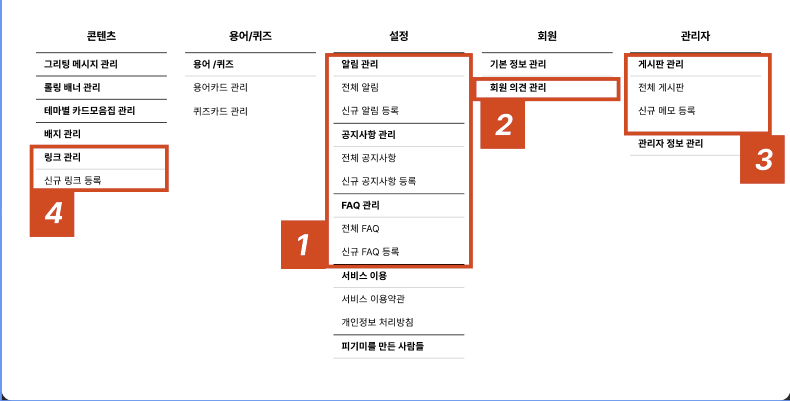 콘텐츠
그리팅 메시지 관리
롤링 배너 관리
테마별 카드모음집 관리
배지 관리
링크 관리
신규 링크 등록
4
용어/퀴즈
용어 /퀴즈
용어카드 관리
퀴즈카드 관리
설정
알림 관리
전체 알림
신규 알림 등록
공지사항 관리
전체 공지사항
신규 공지사항 등록
FAQ 관리
전체 FAQ
신규 FAQ 등록
1
서비스 이용
서비스 이용약관
개인정보 처리방침
피기미를 만든 사람들
회원
기본 정보 관리
회원 의견 관리
2
관리자
게시판 관리
전체 게시판
신규 메모 등록
관리자 정보 관리
3